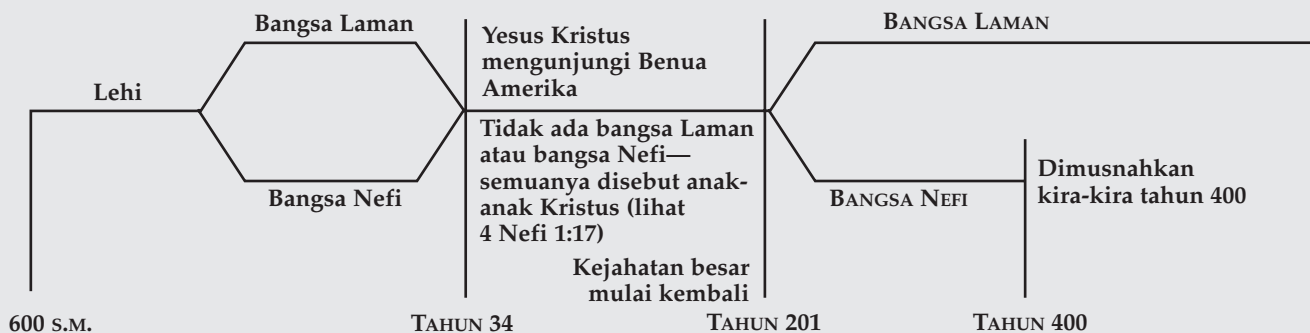 Lehi
Bangsa Laman
Bangsa Nefi
Yesus Kristus
mengunjungi Benua
Amerika
Tidak ada bangsa Laman
atau bangsa Nefi—
semuanya disebut anak-
anak Kristus (lihat
4 Nefi 1:17)
Kejahatan besar
mulai kembali
BANGSA LAMAN
BANGSA NEFI
Dimusnahkan
kira-kira tahun 400
600 S.M.
TAHUN 34
TAHUN 201
TAHUN 400